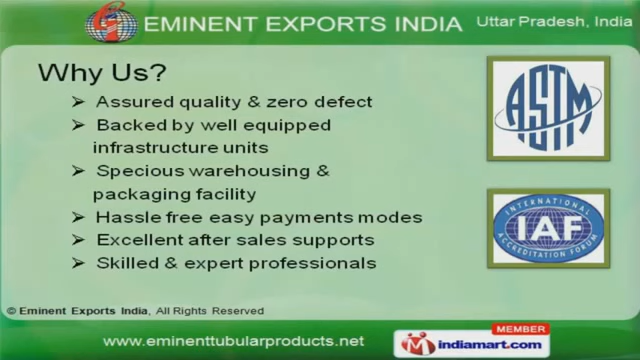 EMINENT EXPORTS INDIA
Uttar Pradesh, India
Why Us?
➢ Assured quality & zero defect
➢ Backed by well equipped
infrastructure units
➢ Specious warehousing &
packaging facility
➢ Hassle free easy payments modes
➢ Excellent after sales supports
➢ Skilled & expert professionals
ASTM
INTERNATIONAL
IAF
ACCREDITATION FORUM
© Eminent Exports India, All Rights Reserved
www.eminenttubularproducts.net
MEMBER
indiamart.com